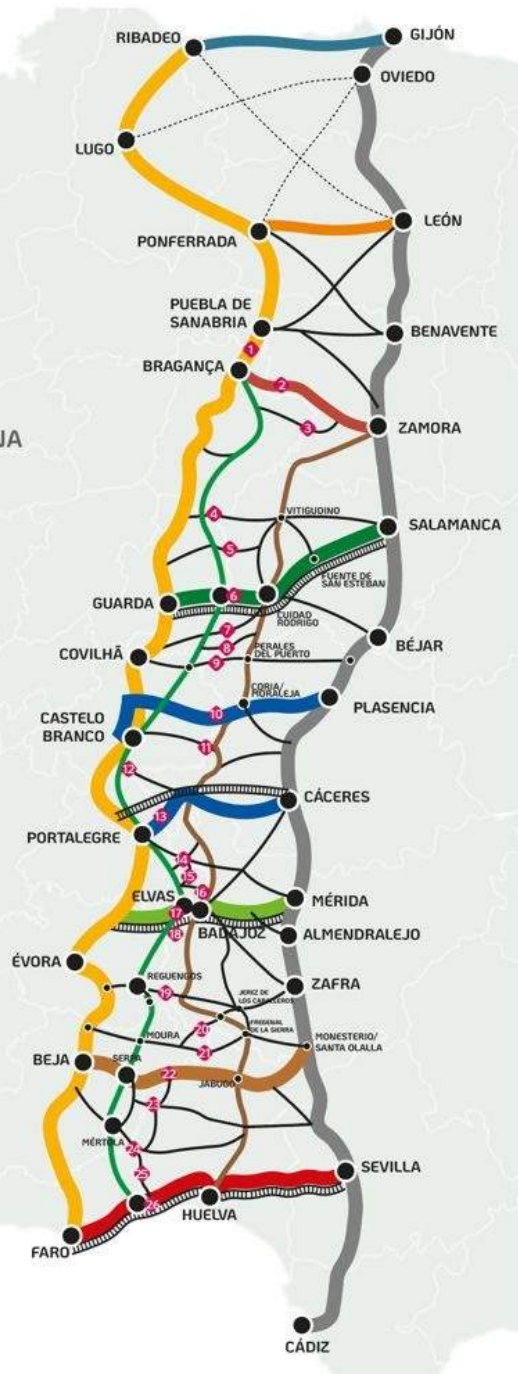 RIBADEO
GIJÓN
OVIEDO
LUGO
LEÓN
PONFERRADA
PUEBLA DE
SANABRIA
BENAVENTE
1
BRAGANÇA
2
3
ZAMORA
JA
4
VITIGUDINO
SALAMANCA
5
FUENTE DE
SAN ESTEBAN
6
GUARDA
CUIDAD
RODRIGO
7
8
BÉJAR
COVILHÃ
9
PERALES
DEL PUERTO
CORIA/
MORALEJA
PLASENCIA
10
CASTELO
BRANCO
11
12
CÁCERES
13
PORTALEGRE
14
15
16
ELVAS
MÉRIDA
17
BADAJOZ
18
ALMENDRALEJO
ÉVORA
REGUENGOS
ZAFRA
19
JEREZ DE
LOS CABALLEROS
20
FREGENAL
DE LA SIERRA
MOURA
21
MONESTERIO/
SANTA OLALLA
BEJA
SERPA
22
JABUGO
23
MÉRTOLA
24
25
SEVILLA
26
HUELVA
FARO
CÁDIZ